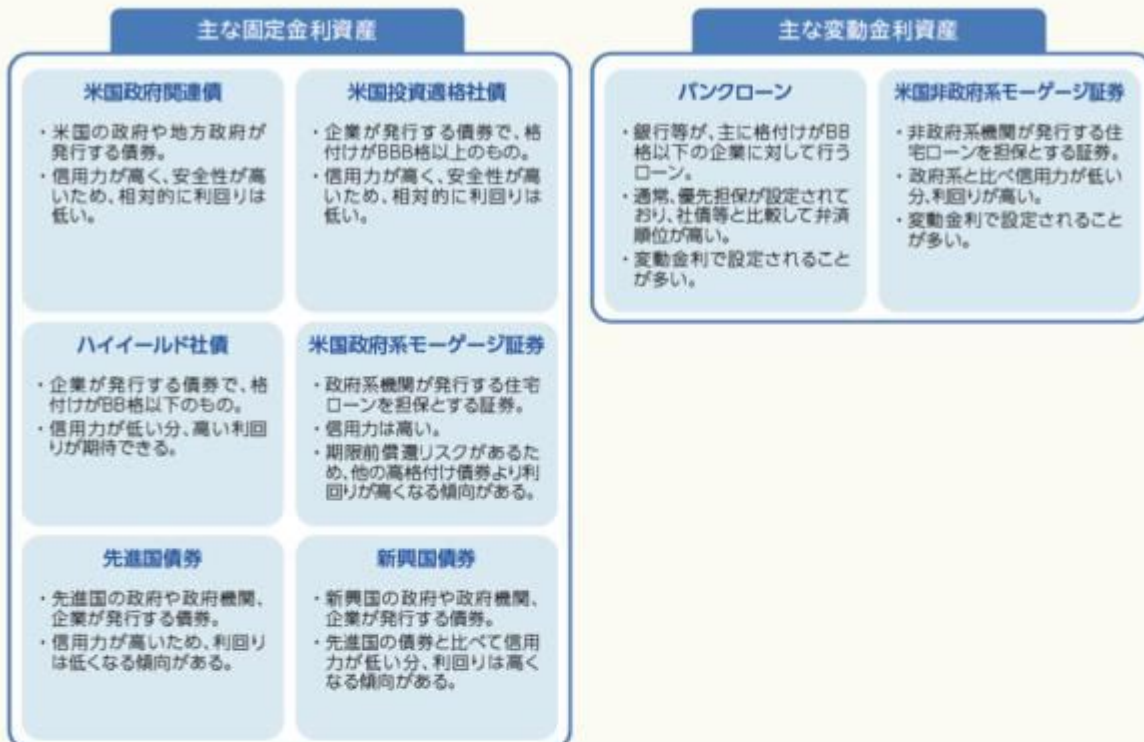 主な固定金利資産
米国政府関連債
・米国の政府や地方政府が
発行する債券。
・信用力が高く、安全性が高
いため、相対的に利回りは
低い。
米国投資適格社債
・企業が発行する債券で、格
付けがBBB格以上のもの。
・信用力が高く、安全性が高
いため、相対的に利回りは
低い。
ハイイールド社債
・企業が発行する債券で、格
付けがBB格以下のもの。
・信用力が低い分、高い利回
りが期待できる。
米国政府系モーゲージ証券
・政府系機関が発行する住宅
ローンを担保とする証券。
・信用力は高い。
・期限前償還リスクがあるた
め、他の高格付け債券より利
回りが高くなる傾向がある。
先進国債券
・先進国の政府や政府機関、
企業が発行する債券。
・信用力が高いため、利回り
は低くなる傾向がある。
新興国債券
・新興国の政府や政府機関、
企業が発行する債券。
・先進国の債券と比べて信用
力が低い分、利回りは高く
なる傾向がある。
主な変動金利資産
バンクローン
・銀行等が、主に格付けがBB
格以下の企業に対して行う
ローン。
・通常、優先担保が設定されて
おり、社債等と比較して弁済
順位が高い。
・変動金利で設定されること
が多い。
米国非政府系モーゲージ証券
・非政府系機関が発行する住
宅ローンを担保とする証券。
・政府系と比べ信用力が低い
分、利回りが高い。
・変動金利で設定されること
が多い。